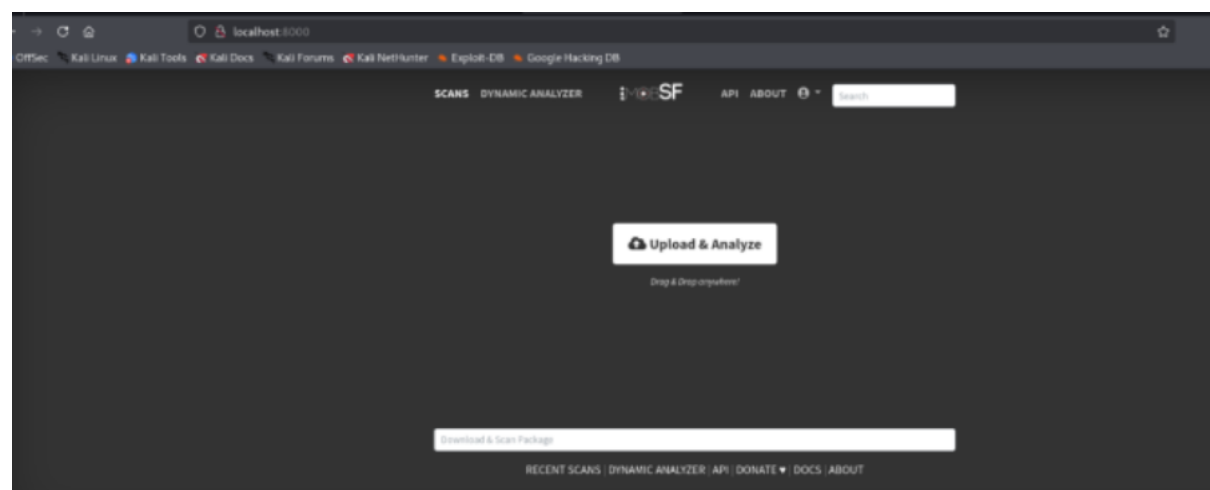 localhost:8000
OffSec Kali Linux Kali Tools Kali Docs Kali Forums Kali NetHunter Exploit-DB Google Hacking DB
SCANS DYNAMIC ANALYZER MOBSF API ABOUT Search
Upload & Analyze
Drag & Drop anywhere!
Download & Scan Package
RECENT SCANS | DYNAMIC ANALYZER | API | DONATE ♥ | DOCS | ABOUT